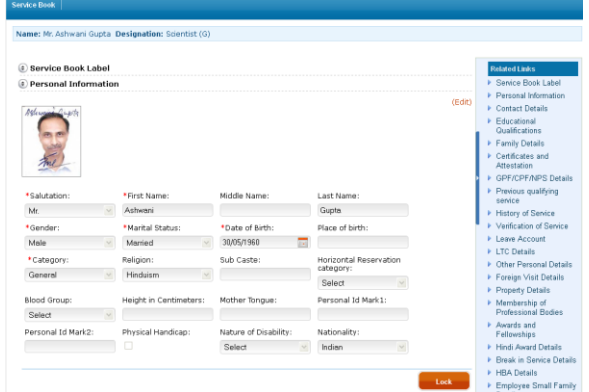 Service Book
Name: Mr. Ashwani Gupta Designation: Scientist (G)
Service Book Label
Personal Information
(Edit)
Ashwani Gupta
*Salutation: *First Name: Middle Name: Last Name:
Mr. Ashwani Gupta
*Gender: *Marital Status: *Date of Birth: Place of birth:
Male Married 30/05/1960
*Category: Religion: Sub Caste: Horizontal Reservation
category:
General Hinduism Select
Blood Group: Height in Centimeters: Mother Tongue: Personal Id Mark1:
Select
Personal Id Mark2: Physical Handicap: Nature of Disability: Nationality:
Select Indian
Lock
Related Links
Service Book Label
Personal Information
Contact Details
Educational
Qualifications
Family Details
Certificates and
Attestation
GPF/CPF/NPS Details
Previous qualifying
service
History of Service
Verification of Service
Leave Account
LTC Details
Other Personal Details
Foreign Visit Details
Property Details
Membership of
Professional Bodies
Awards and
Fellowships
Hindi Award Details
Break in Service Details
HBA Details
Employee Small Family